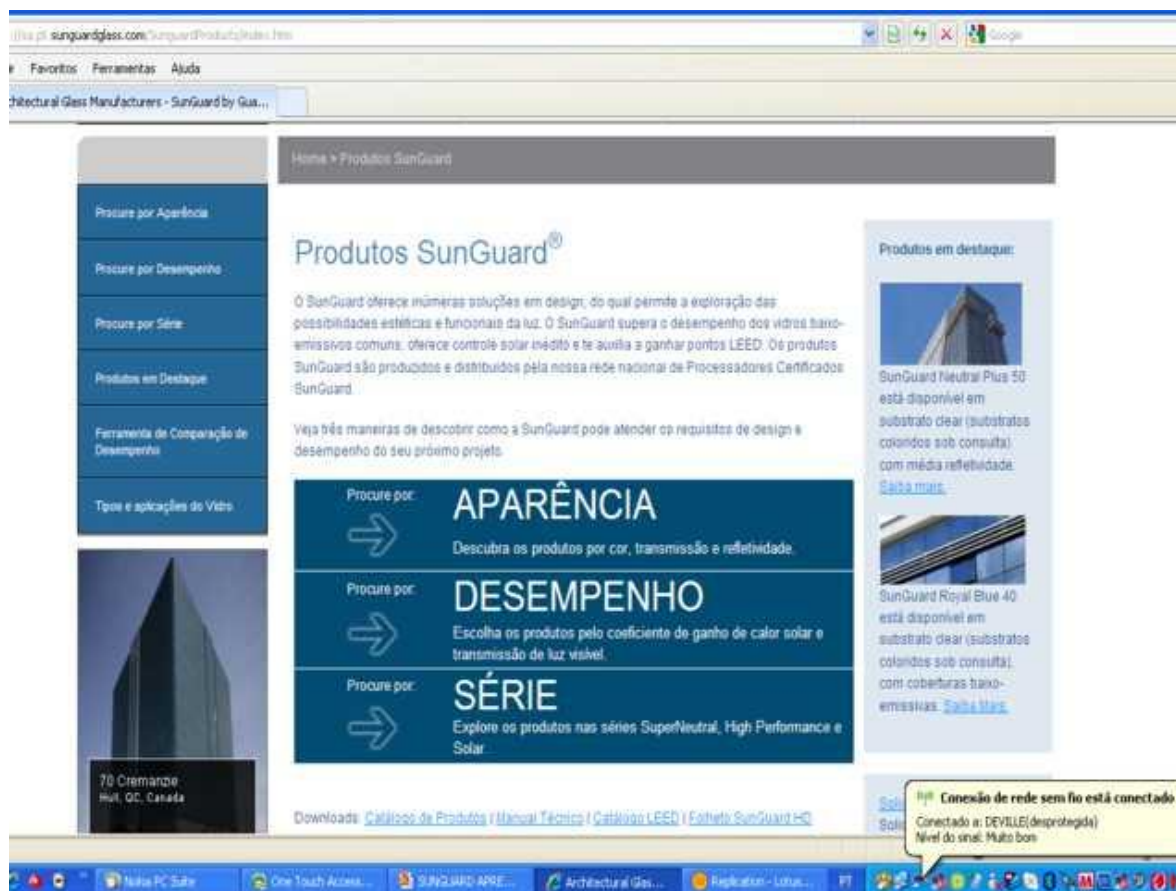 sunguardglass.com/SunguardProducts/index.htm
Google
Favoritos Ferramentas Ajuda
chitectural Glass Manufacturers - SunGuard by Gua...
Home > Produtos SunGuard
Procure por Aparência
Procure por Desempenho
Procure por Série
Produtos em Destaque
Ferramenta de Comparação de
Desempenho
Tipos e aplicações do Vidro
70 Cremanzie
Hull, QC, Canada
Produtos SunGuard®
O SunGuard oferece inúmeras soluções em design, do qual permite a exploração das
possibilidades estéticas e funcionais da luz. O SunGuard supera o desempenho dos vidros baixo-
emissivos comuns, oferece controle solar inédito e te auxilia a ganhar pontos LEED. Os produtos
SunGuard são produzidos e distribuídos pela nossa rede nacional de Processadores Certificados
SunGuard.
Veja três maneiras de descobrir como a SunGuard pode atender os requisitos de design e
desempenho do seu próximo projeto.
Procure por:
APARÊNCIA
Descubra os produtos por cor, transmissão e refletividade.
Procure por:
DESEMPENHO
Escolha os produtos pelo coeficiente de ganho de calor solar e
transmissão de luz visível.
Procure por:
SÉRIE
Explore os produtos nas séries SuperNeutral, High Performance e
Solar
Downloads: Catálogo de Produtos | Manual Técnico | Catálogo LEED | Folheto SunGuard HD
Produtos em destaque:
SunGuard Neutral Plus 50
está disponível em
substrato clear (substratos
coloridos sob consulta)
com média refletividade.
Saiba mais.
SunGuard Royal Blue 40
está disponível em
substrato clear (substratos
coloridos sob consulta),
com coberturas baixo-
emissivas. Saiba Mais.
Conexão de rede sem fio está conectado
Conectado a: DEVILLE(desprotegida)
Nível do sinal: Muito bom
Nokia PC Suite
One Touch Access...
SUNGUARD APRE...
Architectural Glas...
Replication - Lotus...
PT